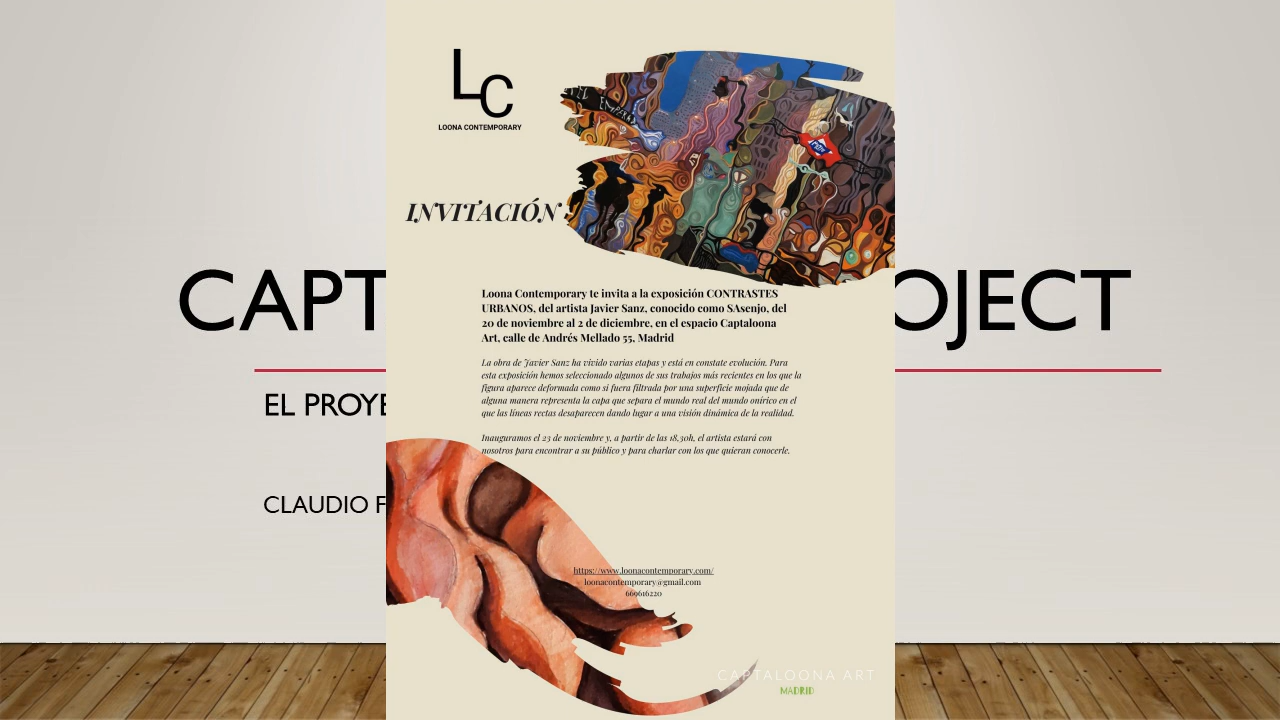 LC
LOONA CONTEMPORARY
INVITACIÓN
CAPT
OJECT
EL PROYE
CLAUDIO F
Loona Contemporary te invita a la exposición CONTRASTES
URBANOS, del artista Javier Sanz, conocido como SAsenjo, del
20 de noviembre al 2 de diciembre, en el espacio Captaloona
Art, calle de Andrés Mellado 55, Madrid
La obra de Javier Sanz ha vivido varias etapas y está en constate evolución. Para
esta exposición hemos seleccionado algunos de sus trabajos más recientes en los que la
figura aparece deformada como si fuera filtrada por una superficie mojada que de
alguna manera representa la capa que separa el mundo real del mundo onírico en el
que las líneas rectas desaparecen dando lugar a una visión dinámica de la realidad.
Inauguramos el 23 de noviembre y, a partir de las 18,30h, el artista estará con
nosotros para encontrar a su público y para charlar con los que quieran conocerle.
https://www.loonacontemporary.com/
loonacontemporary@gmail.com
669616220
CAPTALOONA ART
MADRID